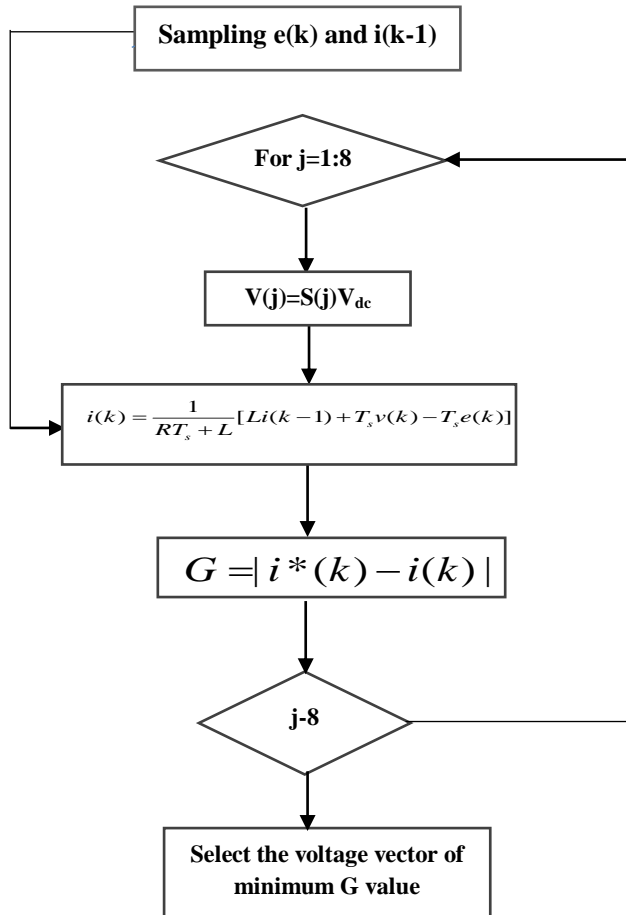 Sampling e(k) and i(k-1)
For j=1:8
V(j)=S(j)V_dc
i(k) = \frac{1}{RT_s + L}[Li(k-1) + T_s v(k) - T_s e(k)]
G =| i*(k) - i(k) |
j-8
Select the voltage vector of
minimum G value